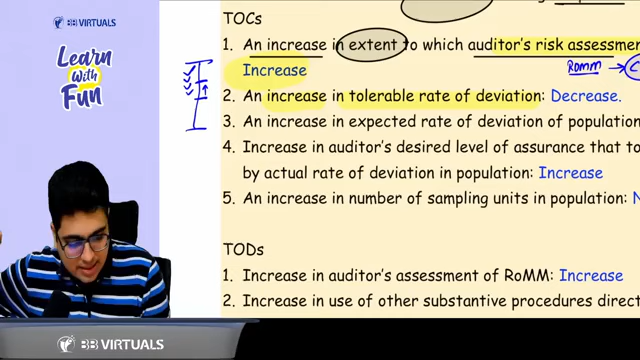 BB VIRTUALS
Learn
With
Fun
TOCs
1. An increase in extent to which auditor's risk assessmen
Increase
RoMM → C
2. An increase in tolerable rate of deviation: Decrease.
3. An increase in expected rate of deviation of population
4. Increase in auditor's desired level of assurance that to
by actual rate of deviation in population: Increase
5. An increase in number of sampling units in population: N
TODs
1. Increase in auditor's assessment of RoMM: Increase
2. Increase in use of other substantive procedures direct
BB VIRTUALS